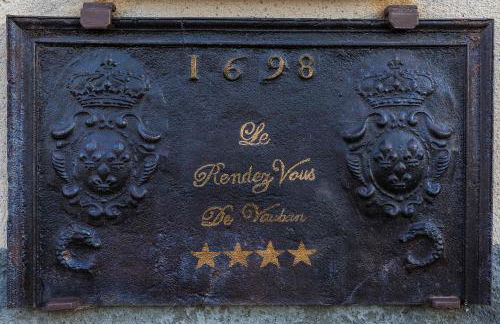 1698
Le
Rendez Vous
De Vauban